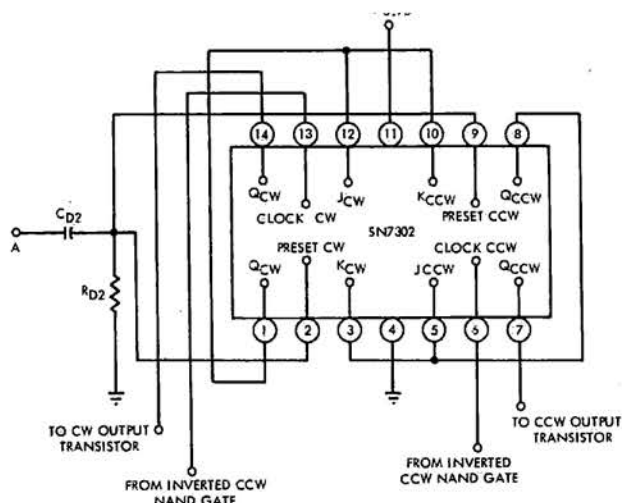 14
13
12
11
10
9
8
QCW
JCW
KCCW
QCCW
CLOCK CW
PRESET CCW
SN7302
PRESET CW
CLOCK CCW
QCW
KCW
JCCW
QCCW
CD2
A
RD2
1
2
3
4
5
6
7
TO CW OUTPUT
TRANSISTOR
TO CCW OUTPUT
TRANSISTOR
FROM INVERTED CCW
NAND GATE
FROM INVERTED
CCW NAND GATE